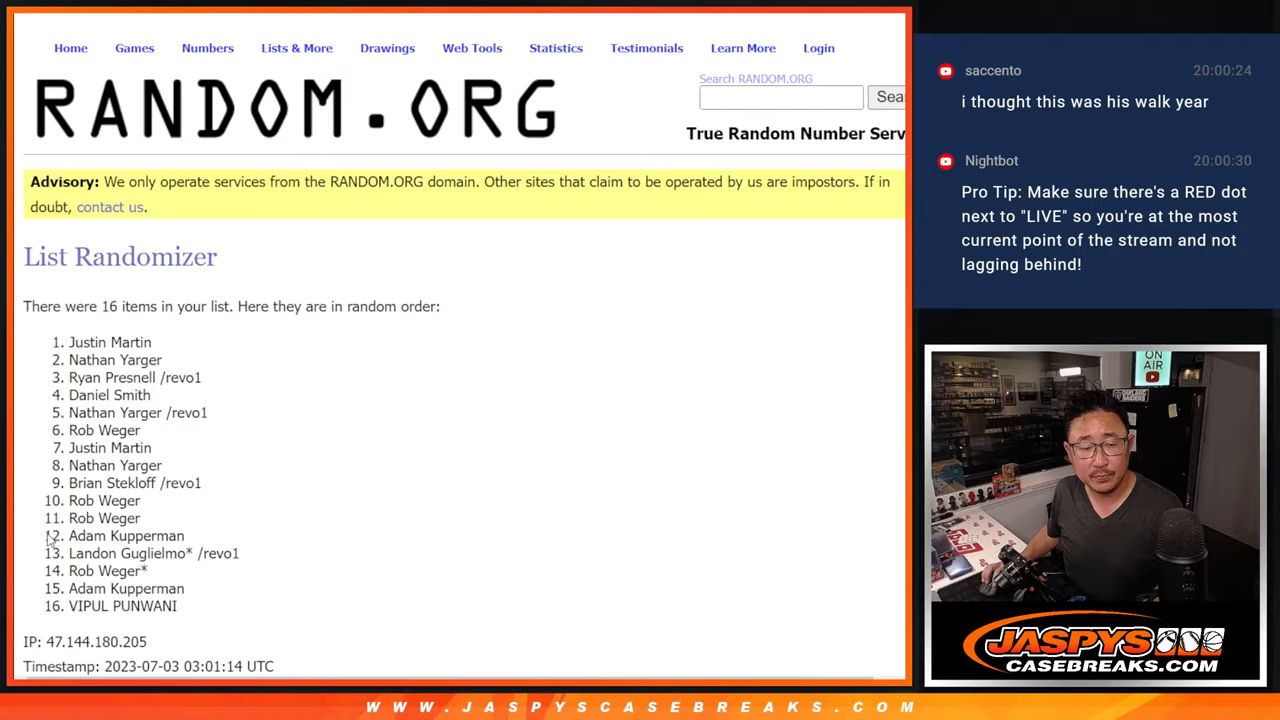 Home Games Numbers Lists & More Drawings Web Tools Statistics Testimonials Learn More Login
RANDOM.ORG
Search RANDOM.ORG
Sea
True Random Number Serv
Advisory: We only operate services from the RANDOM.ORG domain. Other sites that claim to be operated by us are impostors. If in
doubt, contact us.
List Randomizer
There were 16 items in your list. Here they are in random order:
1. Justin Martin
2. Nathan Yarger
3. Ryan Presnell /revo1
4. Daniel Smith
5. Nathan Yarger /revo1
6. Rob Weger
7. Justin Martin
8. Nathan Yarger
9. Brian Stekloff /revo1
10. Rob Weger
11. Rob Weger
12. Adam Kupperman
13. Landon Guglielmo* /revo1
14. Rob Weger*
15. Adam Kupperman
16. VIPUL PUNWANI
IP: 47.144.180.205
Timestamp: 2023-07-03 03:01:14 UTC
saccento 20:00:24
i thought this was his walk year
Nightbot 20:00:30
Pro Tip: Make sure there's a RED dot
next to "LIVE" so you're at the most
current point of the stream and not
lagging behind!
ON
AIR
JASPYS
CASEBREAKS.COM
WWW.JASPYSCASEBREAKS.COM